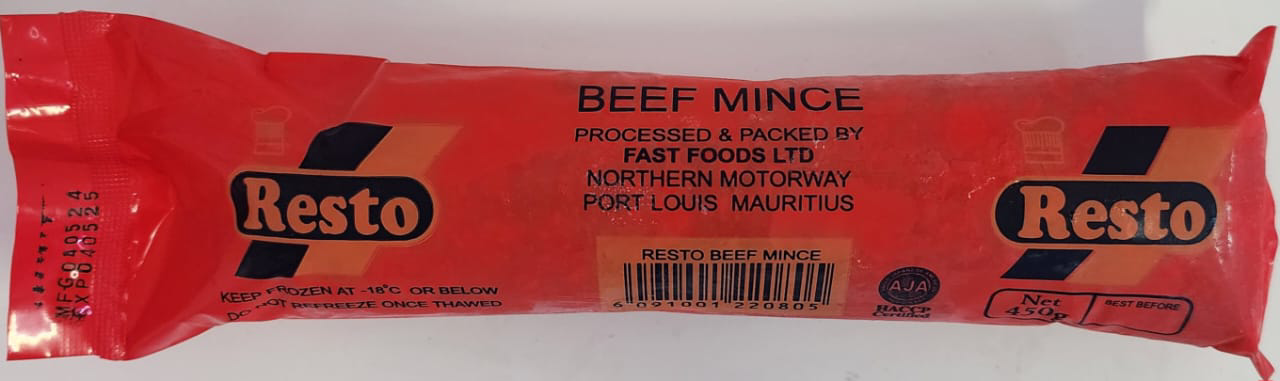 MFG040524
EXP040525
Resto
KEEP FROZEN AT -18°C OR BELOW
DO NOT REFREEZE ONCE THAWED
BEEF MINCE
PROCESSED & PACKED BY
FAST FOODS LTD
NORTHERN MOTORWAY
PORT LOUIS MAURITIUS
RESTO BEEF MINCE
6 091001 220805
AJA
HACCP
Certified
Resto
Net
450g
BEST BEFORE